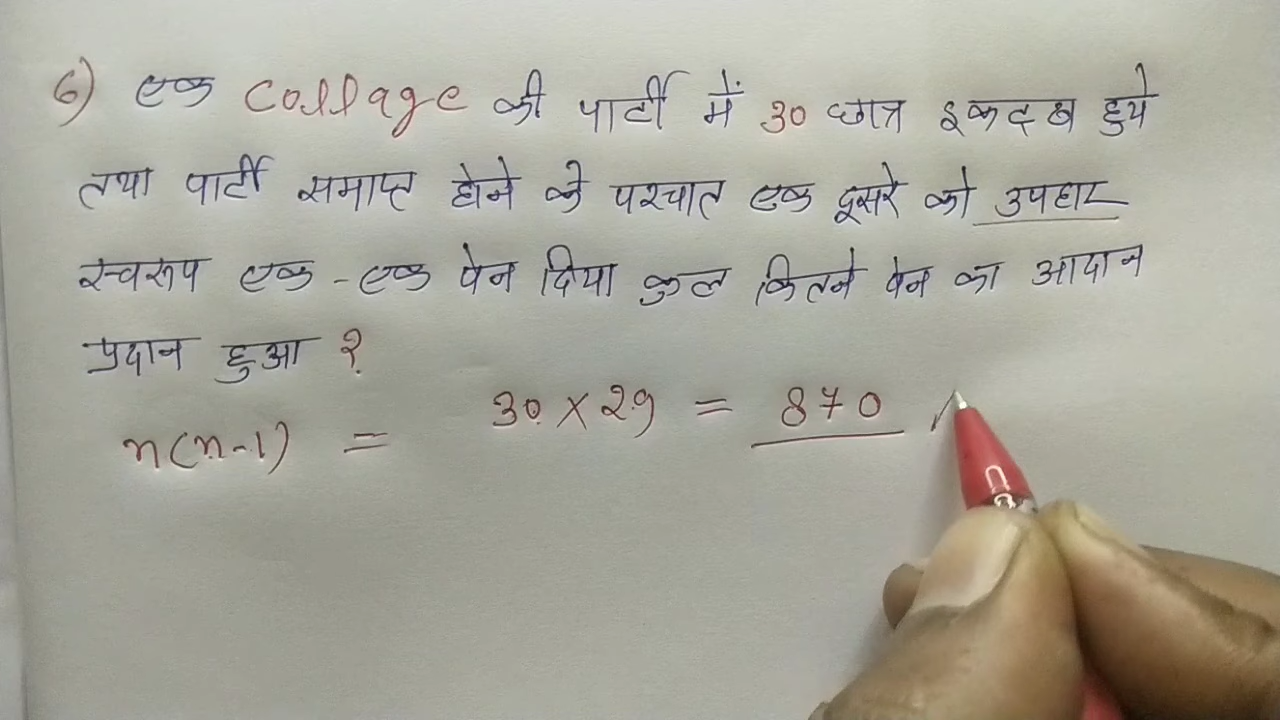 6) एक Collage की पार्टी में 30 छात्र इकट्ठा हुये
तथा पार्टी समाप्त होने के पश्चात एक दूसरे को उपहार
स्वरूप एक-एक पेन दिया कुल कितने पेन का आदान
प्रदान हुआ ?
n(n-1) = 30 × 29 = 870